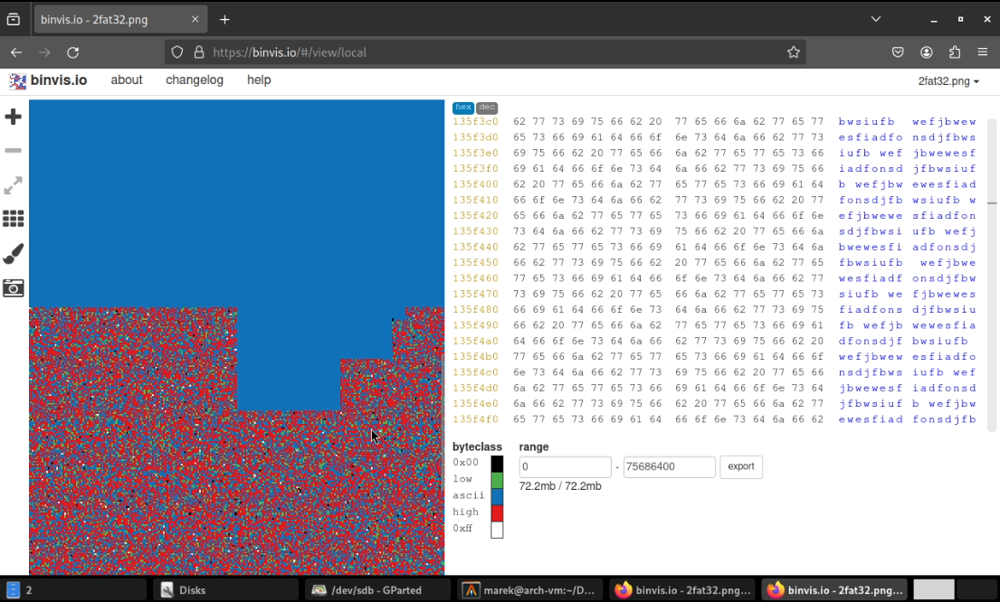 binvis.io - 2fat32.png
https://binvis.io/#/view/local
binvis.io about changelog help 2fat32.png
hex dec
135f3c0 62 77 73 69 75 66 62 20 77 65 66 6a 62 77 65 77 bwsiufb wefjbwew
135f3d0 65 73 66 69 61 64 66 6f 6e 73 64 6a 66 62 77 73 esfiadfo nsdjfbws
135f3e0 69 75 66 62 20 77 65 66 6a 62 77 65 77 65 73 66 iufb wef jbwewesf
135f3f0 69 61 64 66 6f 6e 73 64 6a 66 62 77 73 69 75 66 iadfonsd jfbwsiuf
135f400 62 20 77 65 66 6a 62 77 65 77 65 73 66 69 61 64 b wefjbw ewesfiad
135f410 66 6f 6e 73 64 6a 66 62 77 73 69 75 66 62 20 77 fonsdjfb wsiufb w
135f420 65 66 6a 62 77 65 77 65 73 66 69 61 64 66 6f 6e efjbwewe sfiadfon
135f430 73 64 6a 66 62 77 73 69 75 66 62 20 77 65 66 6a sdjfbwsi ufb wefj
135f440 62 77 65 77 65 73 66 69 61 64 66 6f 6e 73 64 6a bwewesfi adfonsdj
135f450 66 62 77 73 69 75 66 62 20 77 65 66 6a 62 77 65 fbwsiufb wefjbwe
135f460 77 65 73 66 69 61 64 66 6f 6e 73 64 6a 66 62 77 wesfiadf onsdjfbw
135f470 73 69 75 66 62 20 77 65 66 6a 62 77 65 77 65 73 siufb we fjbwewes
135f480 66 69 61 64 66 6f 6e 73 64 6a 66 62 77 73 69 75 fiadfons djfbwsiu
135f490 66 62 20 77 65 66 6a 62 77 65 77 65 73 66 69 61 fb wefjb wewesfia
135f4a0 64 66 6f 6e 73 64 6a 66 62 77 73 69 75 66 62 20 dfonsdjf bwsiufb
135f4b0 77 65 66 6a 62 77 65 77 65 73 66 69 61 64 66 6f wefjbwew esfiadfo
135f4c0 6e 73 64 6a 66 62 77 73 69 75 66 62 20 77 65 66 nsdjfbws iufb wef
135f4d0 6a 62 77 65 77 65 73 66 69 61 64 66 6f 6e 73 64 jbwewesf iadfonsd
135f4e0 6a 66 62 77 73 69 75 66 62 20 77 65 66 6a 62 77 jfbwsiuf b wefjbw
135f4f0 65 77 65 73 66 69 61 64 66 6f 6e 73 64 6a 66 62 ewesfiad fonsdjfb
byteclass range
0x00
low
ascii
high
0xff
0 - 75686400 export
72.2mb / 72.2mb
2 Disks /dev/sdb - GParted marek@arch-vm:~/D... binvis.io - 2fat32.png... binvis.io - 2fat32.png...